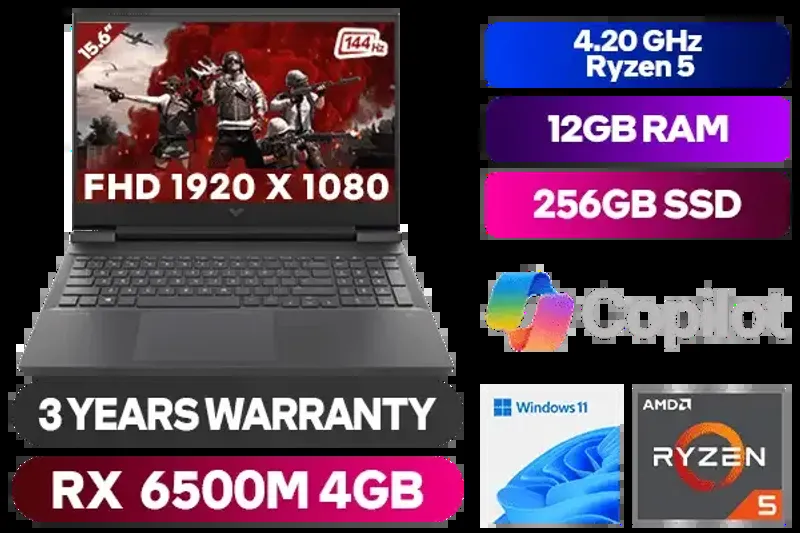 15.6"
144Hz
FHD 1920 X 1080
3 YEARS WARRANTY
RX 6500M 4GB
4.20 GHz
Ryzen 5
12GB RAM
256GB SSD
Copilot
Windows 11
AMD
RYZEN
5